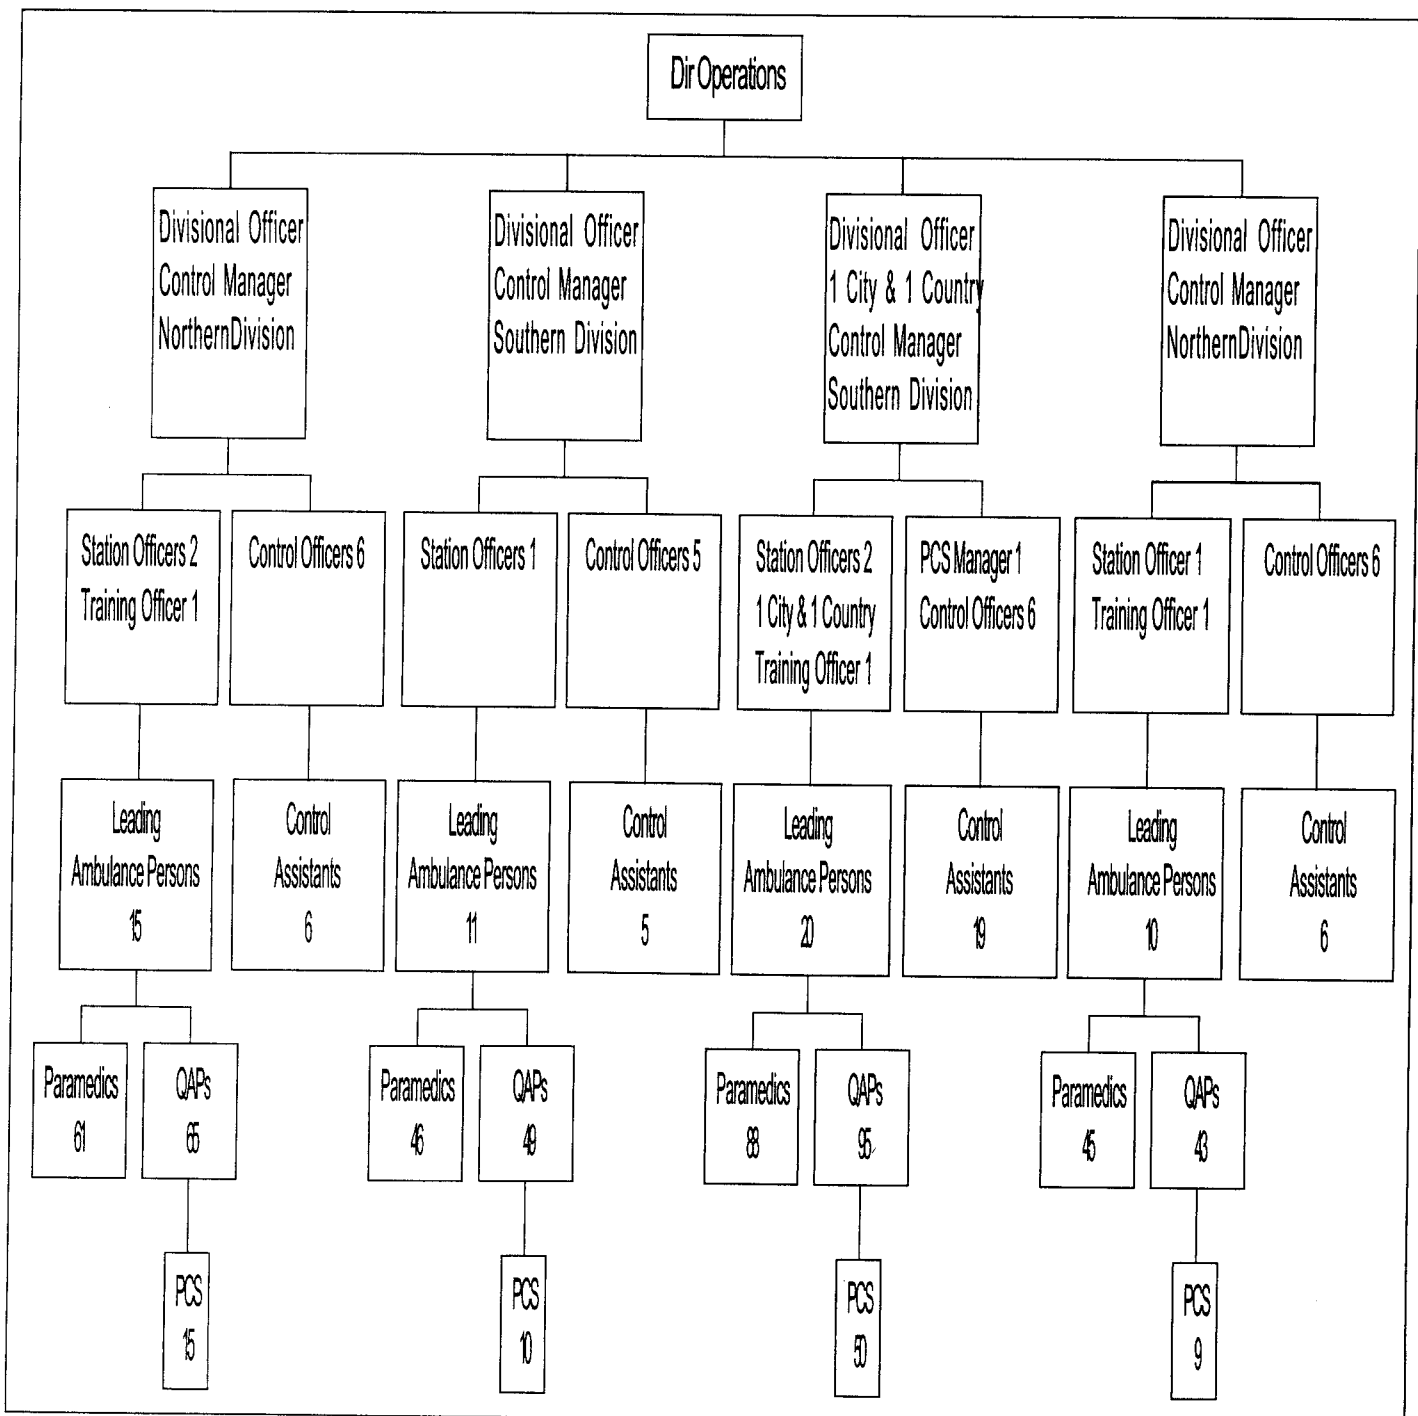 Dir Operations
Divisional Officer
Control Manager
NorthernDivision
Divisional Officer
Control Manager
Southern Division
Divisional Officer
1 City & 1 Country
Control Manager
Southern Division
Divisional Officer
Control Manager
NorthernDivision
Station Officers 2
Training Officer 1
Control Officers 6
Station Officers 1
Control Officers 5
Station Officers 2
1 City & 1 Country
Training Officer 1
PCS Manager 1
Control Officers 6
Station Officer 1
Training Officer 1
Control Officers 6
Leading
Ambulance Persons
15
Control
Assistants
6
Leading
Ambulance Persons
11
Control
Assistants
5
Leading
Ambulance Persons
20
Control
Assistants
19
Leading
Ambulance Persons
10
Control
Assistants
6
Paramedics
61
QAPs
65
Paramedics
46
QAPs
49
Paramedics
88
QAPs
95
Paramedics
45
QAPs
43
PCS
15
PCS
10
PCS
50
PCS
9